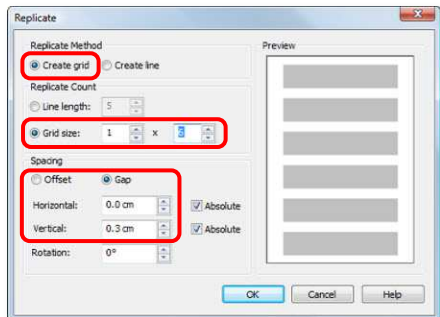 Replicate
Replicate Method
Create grid Create line
Preview
Replicate Count
Line length: 5
Grid size: 1 x 6
Spacing
Offset Gap
Horizontal: 0.0 cm Absolute
Vertical: 0.3 cm Absolute
Rotation: 0°
OK Cancel Help